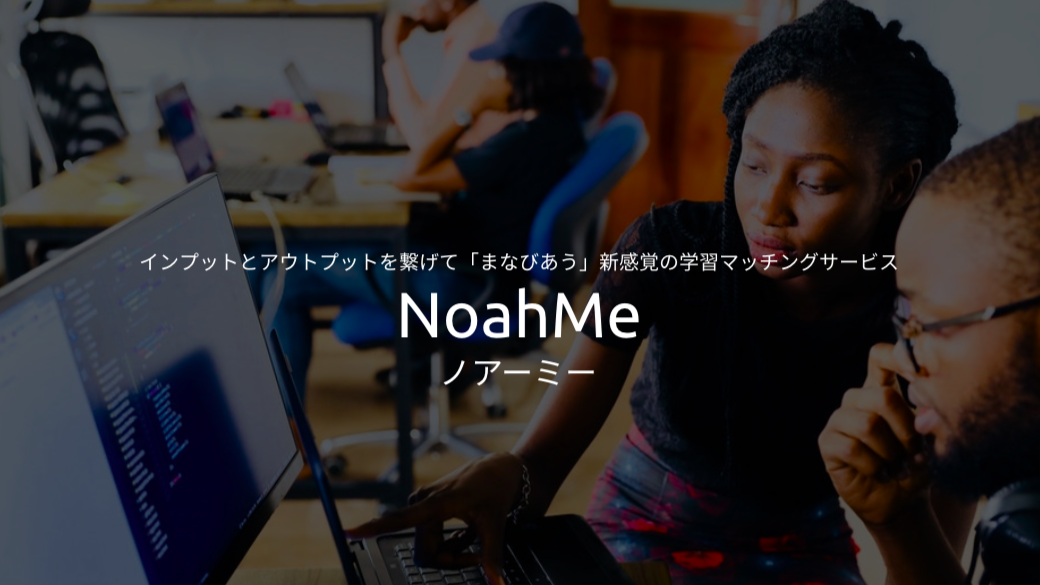 インプットとアウトプットを繋げて「まなびあう」新感覚の学習マッチングサービス
NoahMe
ノアーミー